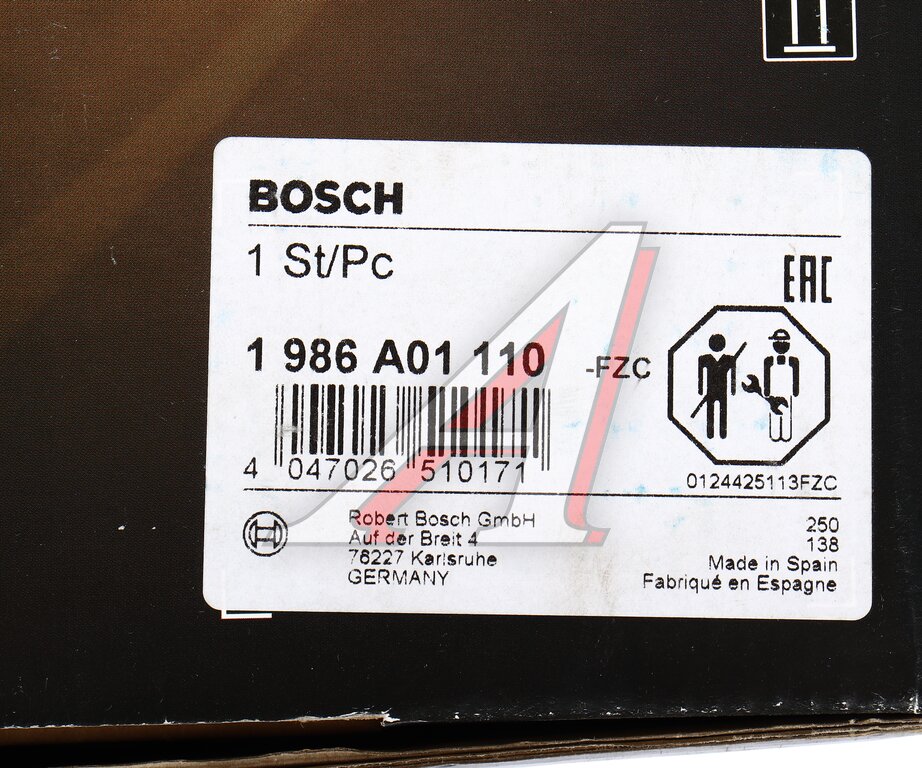 BOSCH
1 St/Pc
EAC
1 986 A01 110 -FZC
4 047026 510171
0124425113FZC
Robert Bosch GmbH
Auf der Breit 4
76227 Karlsruhe
GERMANY
250
138
Made in Spain
Fabriqué en Espagne